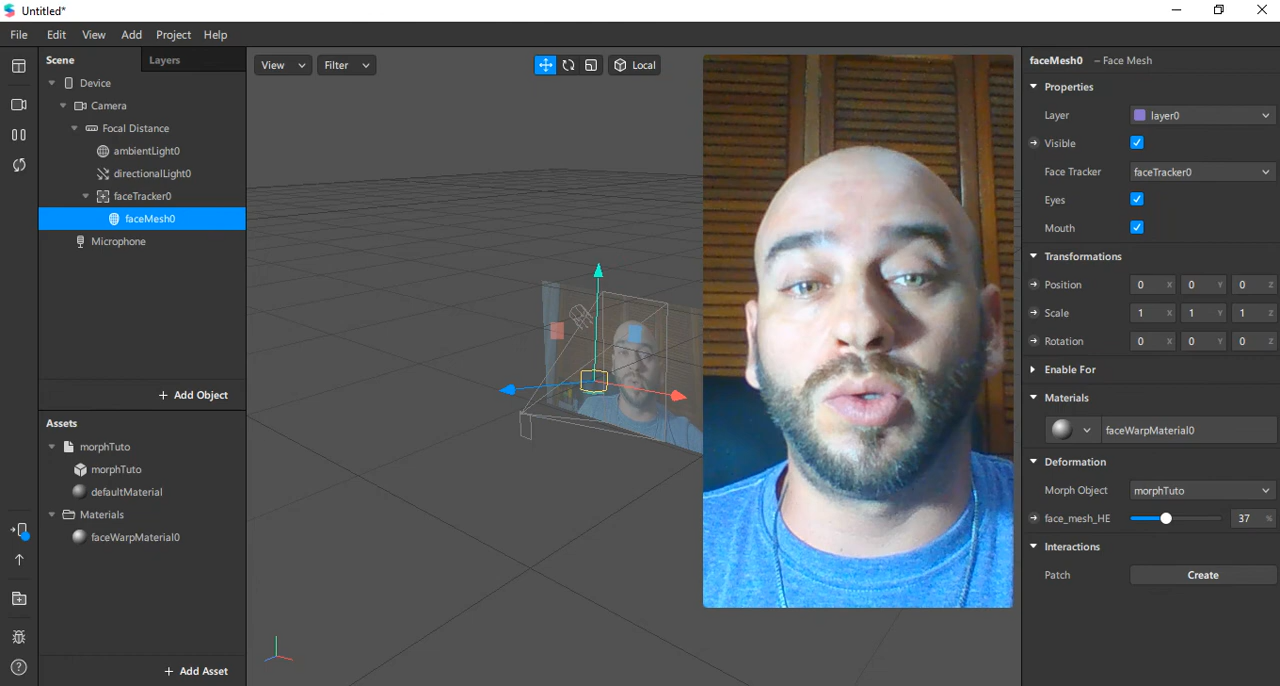 Untitled*
File Edit View Add Project Help
Scene Layers
Device
Camera
Focal Distance
ambientLight0
directionalLight0
faceTracker0
faceMesh0
Microphone
+ Add Object
Assets
morphTuto
morphTuto
defaultMaterial
Materials
faceWarpMaterial0
+ Add Asset
View Filter Local
faceMesh0 – Face Mesh
Properties
Layer layer0
Visible
Face Tracker faceTracker0
Eyes
Mouth
Transformations
Position 0 X 0 Y 0 Z
Scale 1 X 1 Y 1 Z
Rotation 0 X 0 Y 0 Z
Enable For
Materials
faceWarpMaterial0
Deformation
Morph Object morphTuto
face_mesh_HE 37 %
Interactions
Patch Create